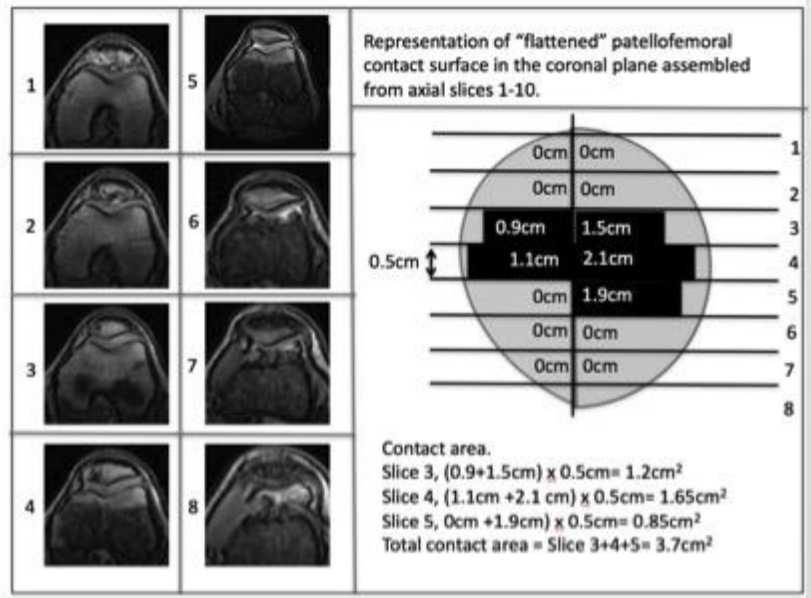 1
5
2
6
3
7
4
8
Representation of "flattened" patellofemoral
contact surface in the coronal plane assembled
from axial slices 1-10.
0cm 0cm 1
0cm 0cm 2
0.9cm 1.5cm 3
0.5cm 1.1cm 2.1cm 4
0cm 1.9cm 5
0cm 0cm 6
0cm 0cm 7
8
Contact area.
Slice 3, (0.9+1.5cm) x 0.5cm= 1.2cm²
Slice 4, (1.1cm +2.1 cm) x 0.5cm= 1.65cm²
Slice 5, 0cm +1.9cm) x 0.5cm= 0.85cm²
Total contact area = Slice 3+4+5= 3.7cm²